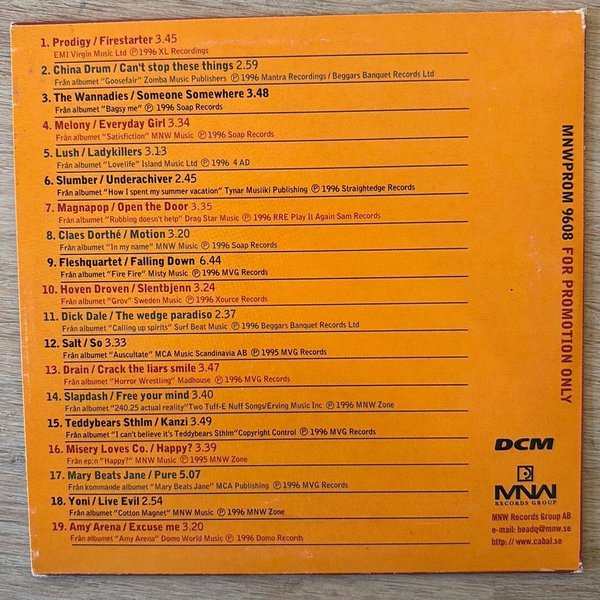 1. Prodigy / Firestarter 3.45
EMI Virgin Music Ltd ℗1996 XL Recordings
2. China Drum / Can't stop these things 2.59
Från albumet "Goosefair" Zomba Music Publishers ℗ 1996 Mantra Recordings / Beggars Banquet Records Ltd
3. The Wannadies / Someone Somewhere 3.48
Från albumet "Bagsy me" ℗ 1996 Soap Records
4. Melony / Everyday Girl 3.34
Från albumet "Satisfiction" MNW Music ℗ 1996 Soap Records
5. Lush / Ladykillers 3.13
Från albumet "Lovelife" Island Music Ltd ℗ 1996 4 AD
6. Slumber / Underachiver 2.45
Från albumet "How I spent my summer vacation" Tynar Musiiki Publishing ℗ 1996 Straightedge Records
7. Magnapop / Open the Door 3.35
Från albumet "Rubbing doesn't help" Drag Star Music ℗ 1996 RRE Play It Again Sam Records
8. Claes Dorthé / Motion 3.20
Från albumet "In my name" MNW Music ℗ 1996 Soap Records
9. Fleshquartet / Falling Down 6.44
Från albumet "Fire Fire" Misty Music ℗ 1996 MVG Records
10. Hoven Droven / Slentbjenn 3.24
Från albumet "Grov" Sweden Music ℗ 1996 Xource Records
11. Dick Dale / The wedge paradiso 2.37
Från albumet "Calling up spirits" Surf Beat Music ℗ 1996 Beggars Banquet Records Ltd
12. Salt / So 3.33
Från albumet "Auscultate" MCA Music Scandinavia AB ℗ 1995 MVG Records
13. Drain / Crack the liars smile 3.47
Från albumet "Horror Wrestling" Madhouse ℗ 1996 MVG Records
14. Slapdash / Free your mind 3.40
Från albumet "240.25 actual reality" Two Tuff-E Nuff Songs/Erving Music Inc ℗ 1996 MNW Zone
15. Teddybears Sthlm / Kanzi 3.49
Från albumet "I can't believe it's Teddybears Sthlm" Copyright Control ℗ 1996 MVG Records
16. Misery Loves Co. / Happy? 3.39
Från ep:n "Happy?" MNW Music ℗ 1995 MNW Zone
17. Mary Beats Jane / Pure 5.07
Från kommande albumet "Mary Beats Jane" MCA Publishing ℗ 1996 MVG Records
18. Yoni / Live Evil 2.54
Från albumet "Cotton Magnet" MNW Music ℗ 1996 MNW Zone
19. Amy Arena / Excuse me 3.20
Från albumet "Amy Arena" Domo World Music ℗ 1996 Domo Records
MNWPROM 9608 FOR PROMOTION ONLY
DCM
MNW
RECORDS GROUP
MNW Records Group AB
e-mail: headq@mnw.se
http: // www.cabal.se